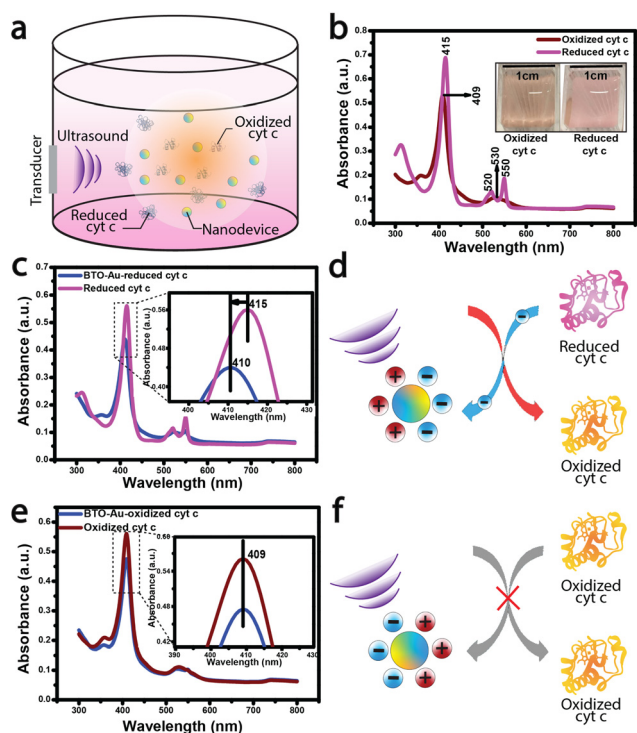 a
Transducer
Ultrasound
Oxidized
cyt c
Reduced
cyt c
Nanodevice
b
Absorbance (a.u.)
0.8
0.7
0.6
0.5
0.4
0.3
0.2
0.1
0.0
300 400 500 600 700 800
Wavelength (nm)
Oxidized cyt c
Reduced cyt c
415
409
520
530
550
1cm 1cm
Oxidized Reduced
cyt c cyt c
c
Absorbance (a.u.)
0.7
0.6
0.5
0.4
0.3
0.2
0.1
0.0
300 400 500 600 700 800
Wavelength (nm)
BTO-Au-reduced cyt c
Reduced cyt c
Absorbance (a.u.)
0.56
0.48
0.40
400 410 420 430
Wavelength (nm)
415
410
d
+ −
+ −
+ −
−
−
Reduced
cyt c
Oxidized
cyt c
e
Absorbance (a.u.)
0.6
0.5
0.4
0.3
0.2
0.1
0.0
300 400 500 600 700 800
Wavelength (nm)
BTO-Au-oxidized cyt c
Oxidized cyt c
Absorbance (a.u.)
0.60
0.54
0.48
0.42
390 400 410 420 430
Wavelength (nm)
409
f
− +
− +
− +
Oxidized
cyt c
Oxidized
cyt c